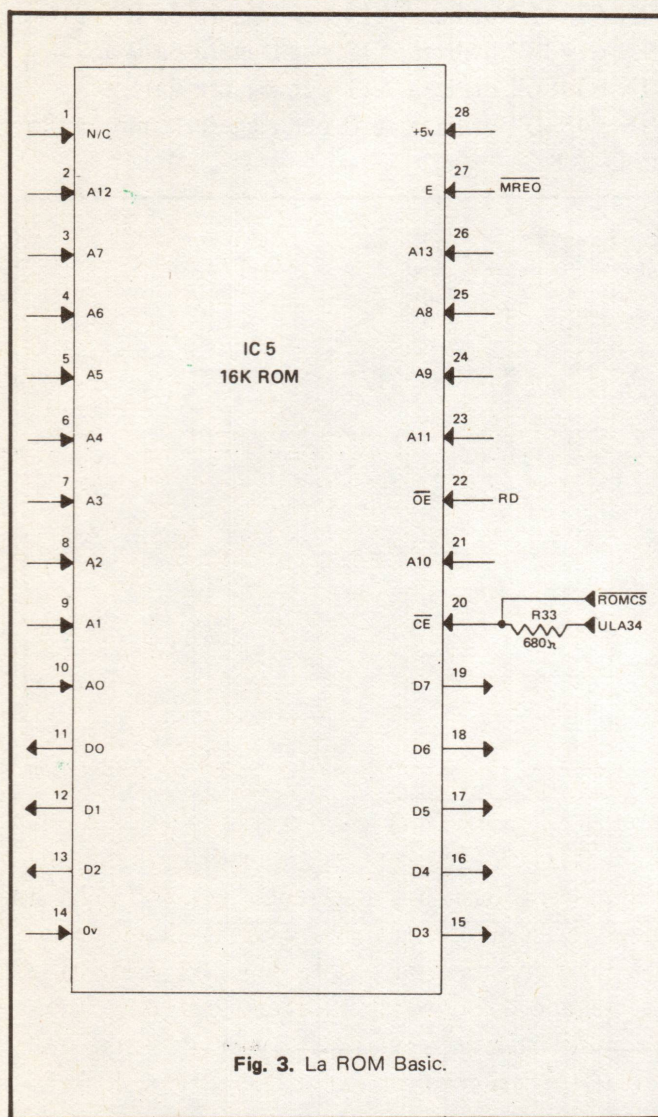 1
N/C
2
A12
3
A7
4
A6
5
A5
6
A4
7
A3
8
A2
9
A1
10
AO
11
DO
12
D1
13
D2
14
0v
IC 5
16K ROM
28
+5v
27
E
MREO
26
A13
25
A8
24
A9
23
A11
22
OE
RD
21
A10
20
CE
ROMCS
R33
ULA34
680Ω
19
D7
18
D6
17
D5
16
D4
15
D3
Fig. 3. La ROM Basic.